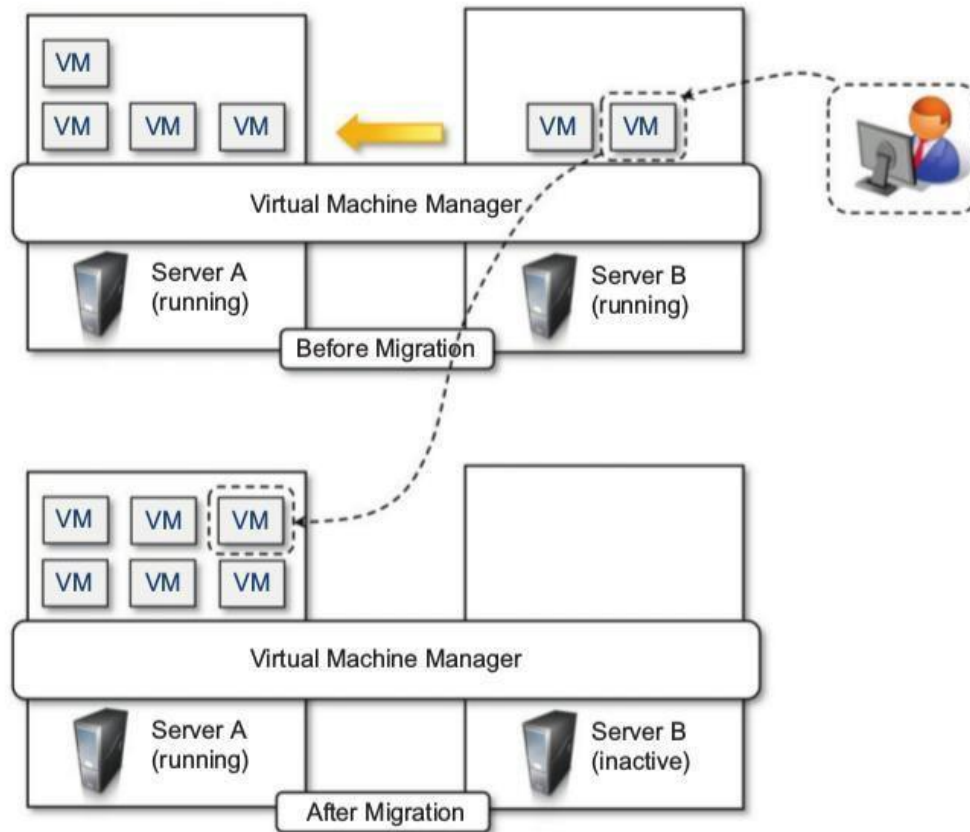 VM
VM VM VM VM VM
Virtual Machine Manager
Server A
(running)
Server B
(running)
Before Migration
VM VM VM
VM VM VM
Virtual Machine Manager
Server A
(running)
Server B
(inactive)
After Migration